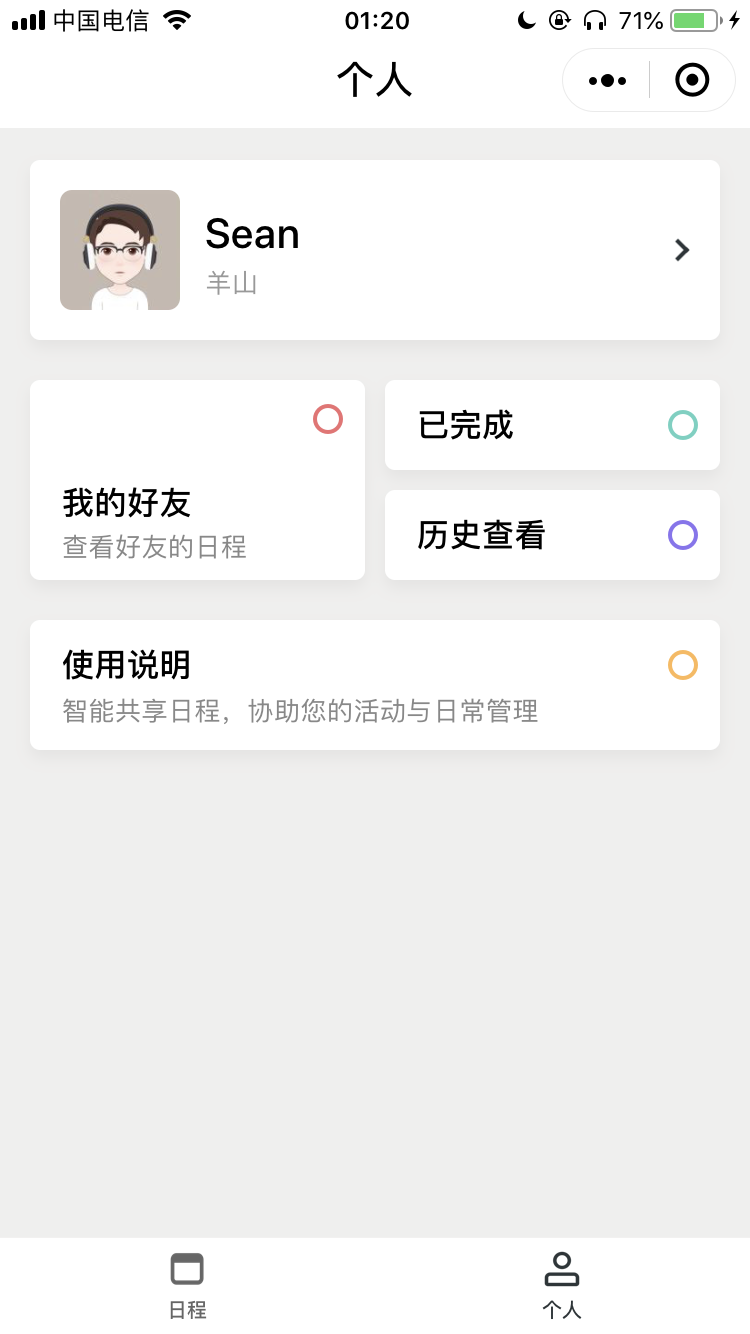 中国电信 01:20 71%
个人
Sean
羊山
我的好友
查看好友的日程
已完成
历史查看
使用说明
智能共享日程，协助您的活动与日常管理
日程
个人